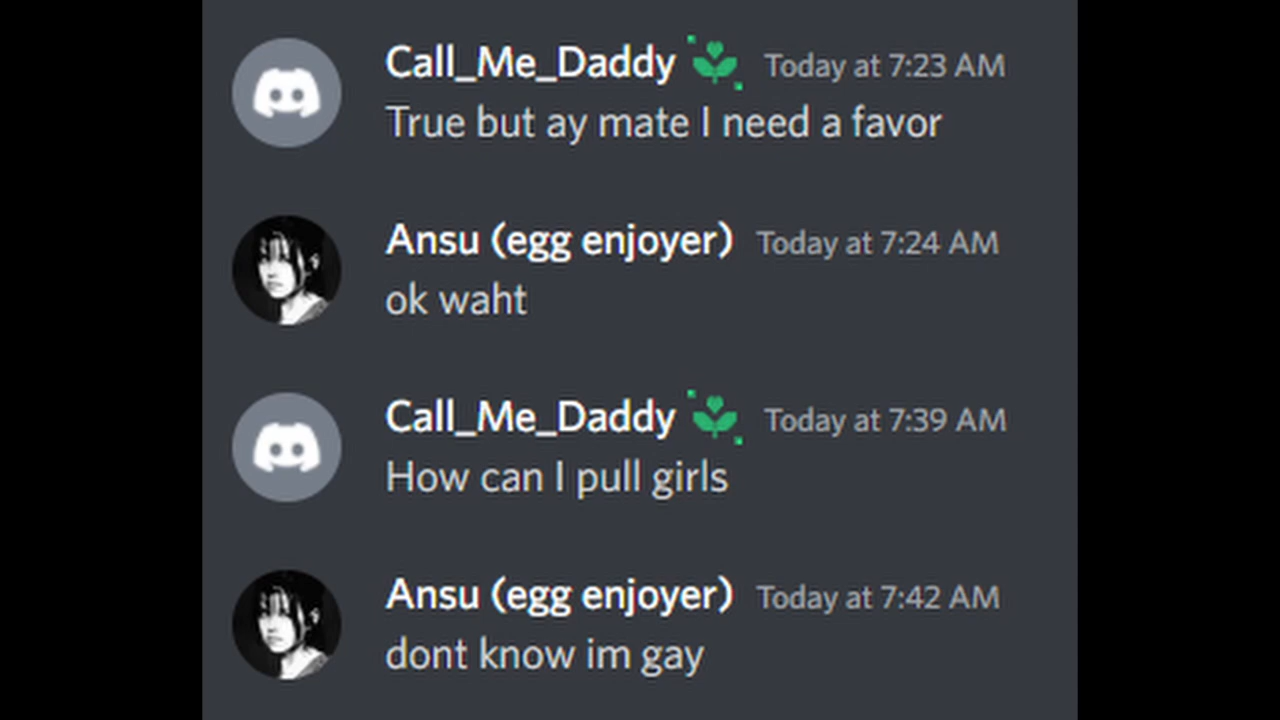 Call_Me_Daddy Today at 7:23 AM
True but ay mate I need a favor
Ansu (egg enjoyer) Today at 7:24 AM
ok waht
Call_Me_Daddy Today at 7:39 AM
How can I pull girls
Ansu (egg enjoyer) Today at 7:42 AM
dont know im gay